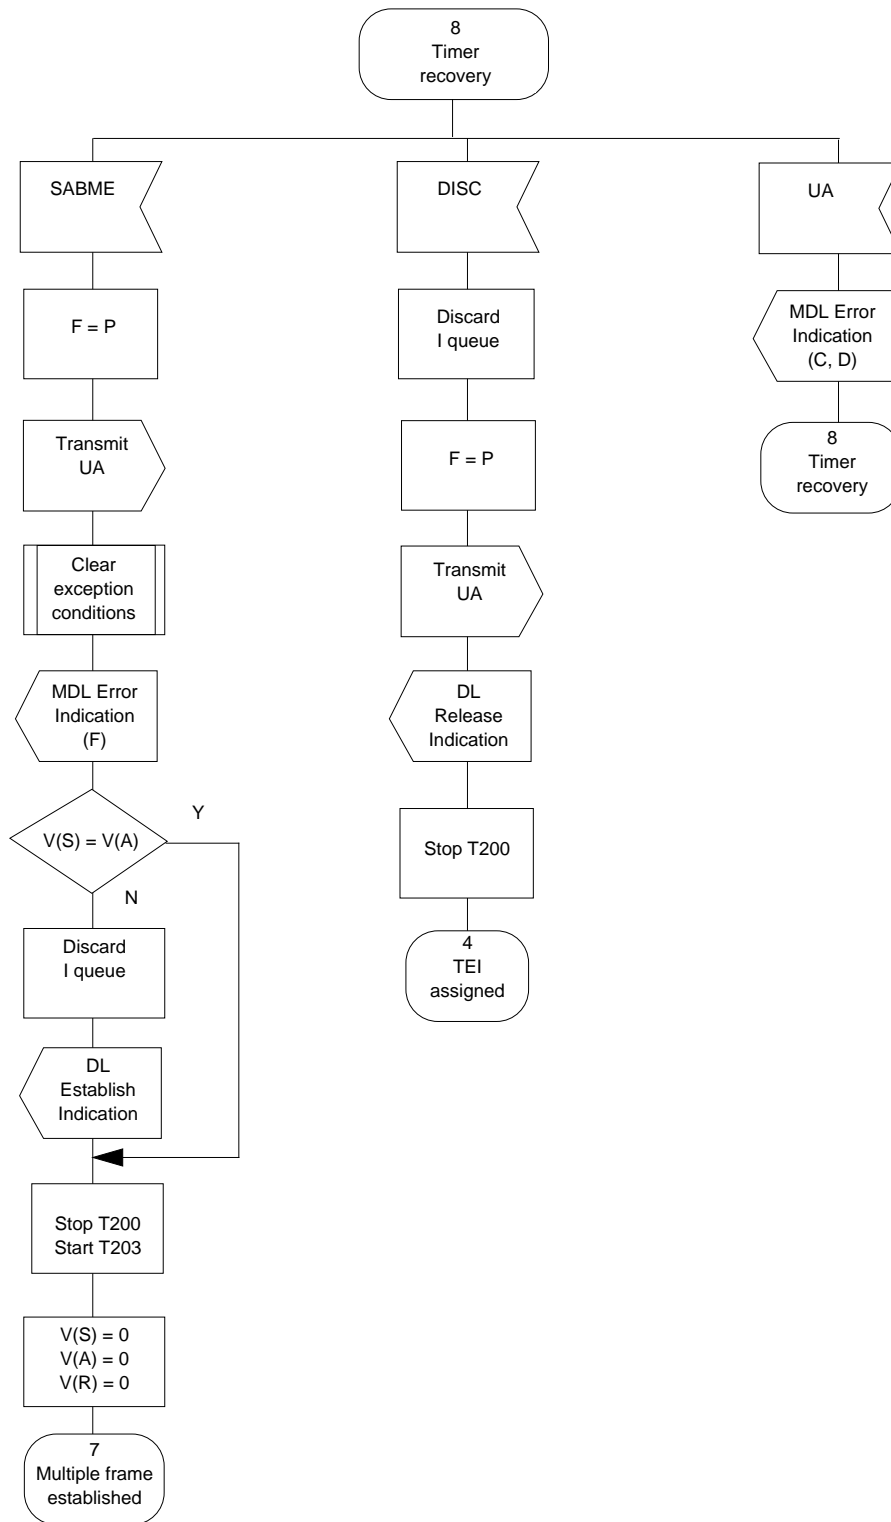 8
Timer
recovery
SABME
F = P
Transmit
UA
Clear
exception
conditions
MDL Error
Indication
(F)
V(S) = V(A)
Y
N
Discard
I queue
DL
Establish
Indication
Stop T200
Start T203
V(S) = 0
V(A) = 0
V(R) = 0
7
Multiple frame
established
DISC
Discard
I queue
F = P
Transmit
UA
DL
Release
Indication
Stop T200
4
TEI
assigned
UA
MDL Error
Indication
(C, D)
8
Timer
recovery